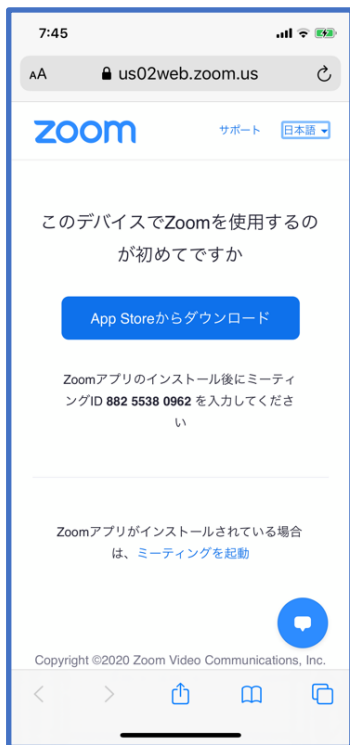 7:45
AA us02web.zoom.us
zoom サポート 日本語
このデバイスでZoomを使用するの
が初めてですか
App Storeからダウンロード
Zoomアプリのインストール後にミーティ
ングID 882 5538 0962 を入力してくださ
い
Zoomアプリがインストールされている場合
は、ミーティングを起動
Copyright ©2020 Zoom Video Communications, Inc.